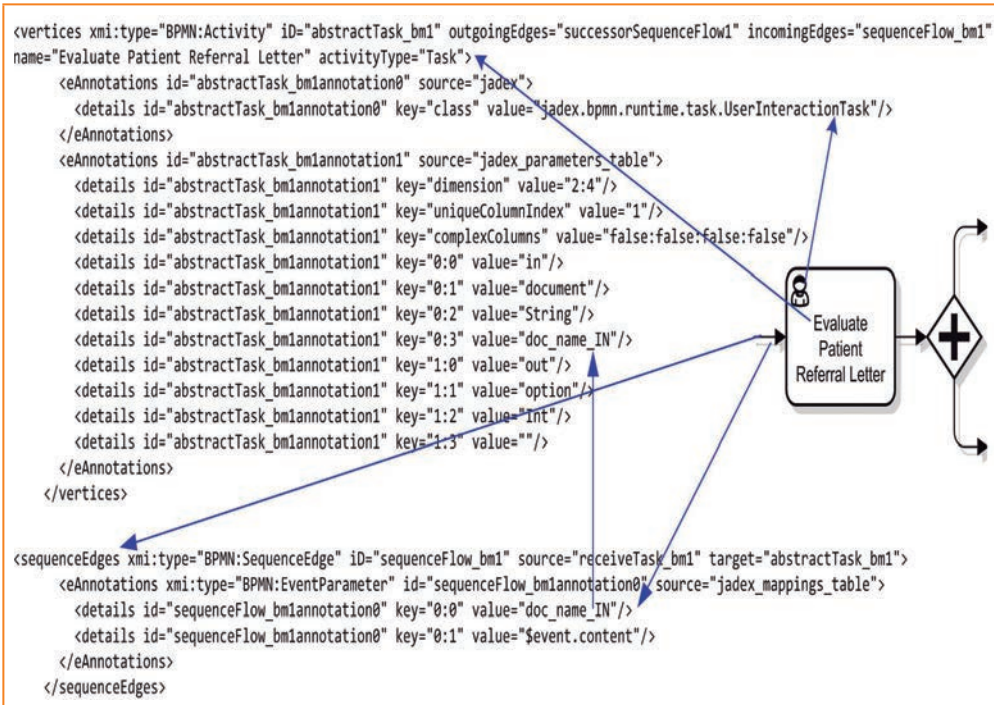 <vertices xmi:type="BPMN:Activity" iD="abstractTask_bm1" outgoingEdges="successorSequenceFlow1" incomingEdges="sequenceFlow_bm1"
name="Evaluate Patient Referral Letter" activityType="Task">
<eAnnotations id="abstractTask_bm1annotation0" source="jadex">
<details id="abstractTask_bm1annotation0" key="class" value="jadex.bpmn.runtime.task.UserInteractionTask"/>
</eAnnotations>
<eAnnotations id="abstractTask_bm1annotation1" source="jadex_parameters_table">
<details id="abstractTask_bm1annotation1" key="dimension" value="2:4"/>
<details id="abstractTask_bm1annotation1" key="uniqueColumnIndex" value="1"/>
<details id="abstractTask_bm1annotation1" key="complexColumns" value="false:false:false:false"/>
<details id="abstractTask_bm1annotation1" key="0:0" value="in"/>
<details id="abstractTask_bm1annotation1" key="0:1" value="document"/>
<details id="abstractTask_bm1annotation1" key="0:2" value="String"/>
<details id="abstractTask_bm1annotation1" key="0:3" value="doc_name_IN"/>
<details id="abstractTask_bm1annotation1" key="1:0" value="out"/>
<details id="abstractTask_bm1annotation1" key="1:1" value="option"/>
<details id="abstractTask_bm1annotation1" key="1:2" value="Int"/>
<details id="abstractTask_bm1annotation1" key="1:3" value=""/>
</eAnnotations>
</vertices>
Evaluate
Patient
Referral Letter
<sequenceEdges xmi:type="BPMN:SequenceEdge" iD="sequenceFlow_bm1" source="receiveTask_bm1" target="abstractTask_bm1">
<eAnnotations xmi:type="BPMN:EventParameter" id="sequenceFlow_bm1annotation0" source="jadex_mappings_table">
<details id="sequenceFlow_bm1annotation0" key="0:0" value="doc_name_IN"/>
<details id="sequenceFlow_bm1annotation0" key="0:1" value="$event.content"/>
</eAnnotations>
</sequenceEdges>